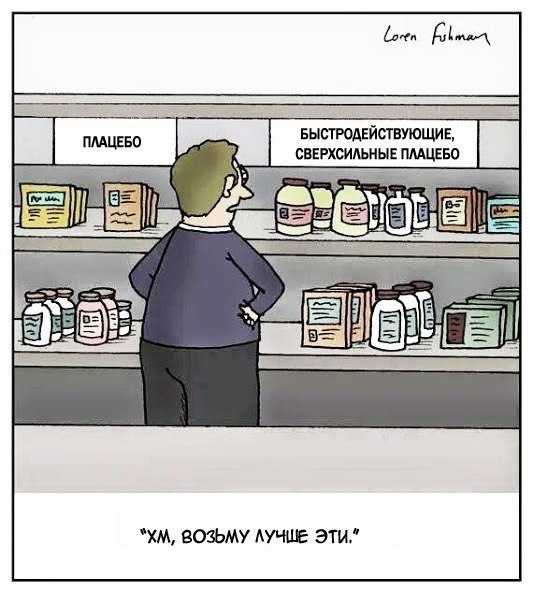 Loren Fishman
ПЛАЦЕБО
БЫСТРОДЕЙСТВУЮЩИЕ,
СВЕРХСИЛЬНЫЕ ПЛАЦЕБО
"ХМ, ВОЗЬМУ ЛУЧШЕ ЭТИ."